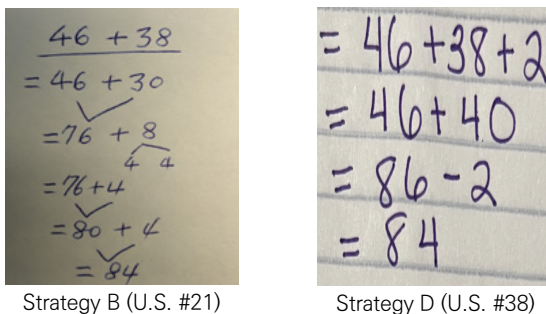 46 + 38
= 46 + 30
= 76 + 8
4 4
= 76 + 4
= 80 + 4
= 84
Strategy B (U.S. #21)
= 46 + 38 + 2
= 46 + 40
= 86 - 2
= 84
Strategy D (U.S. #38)